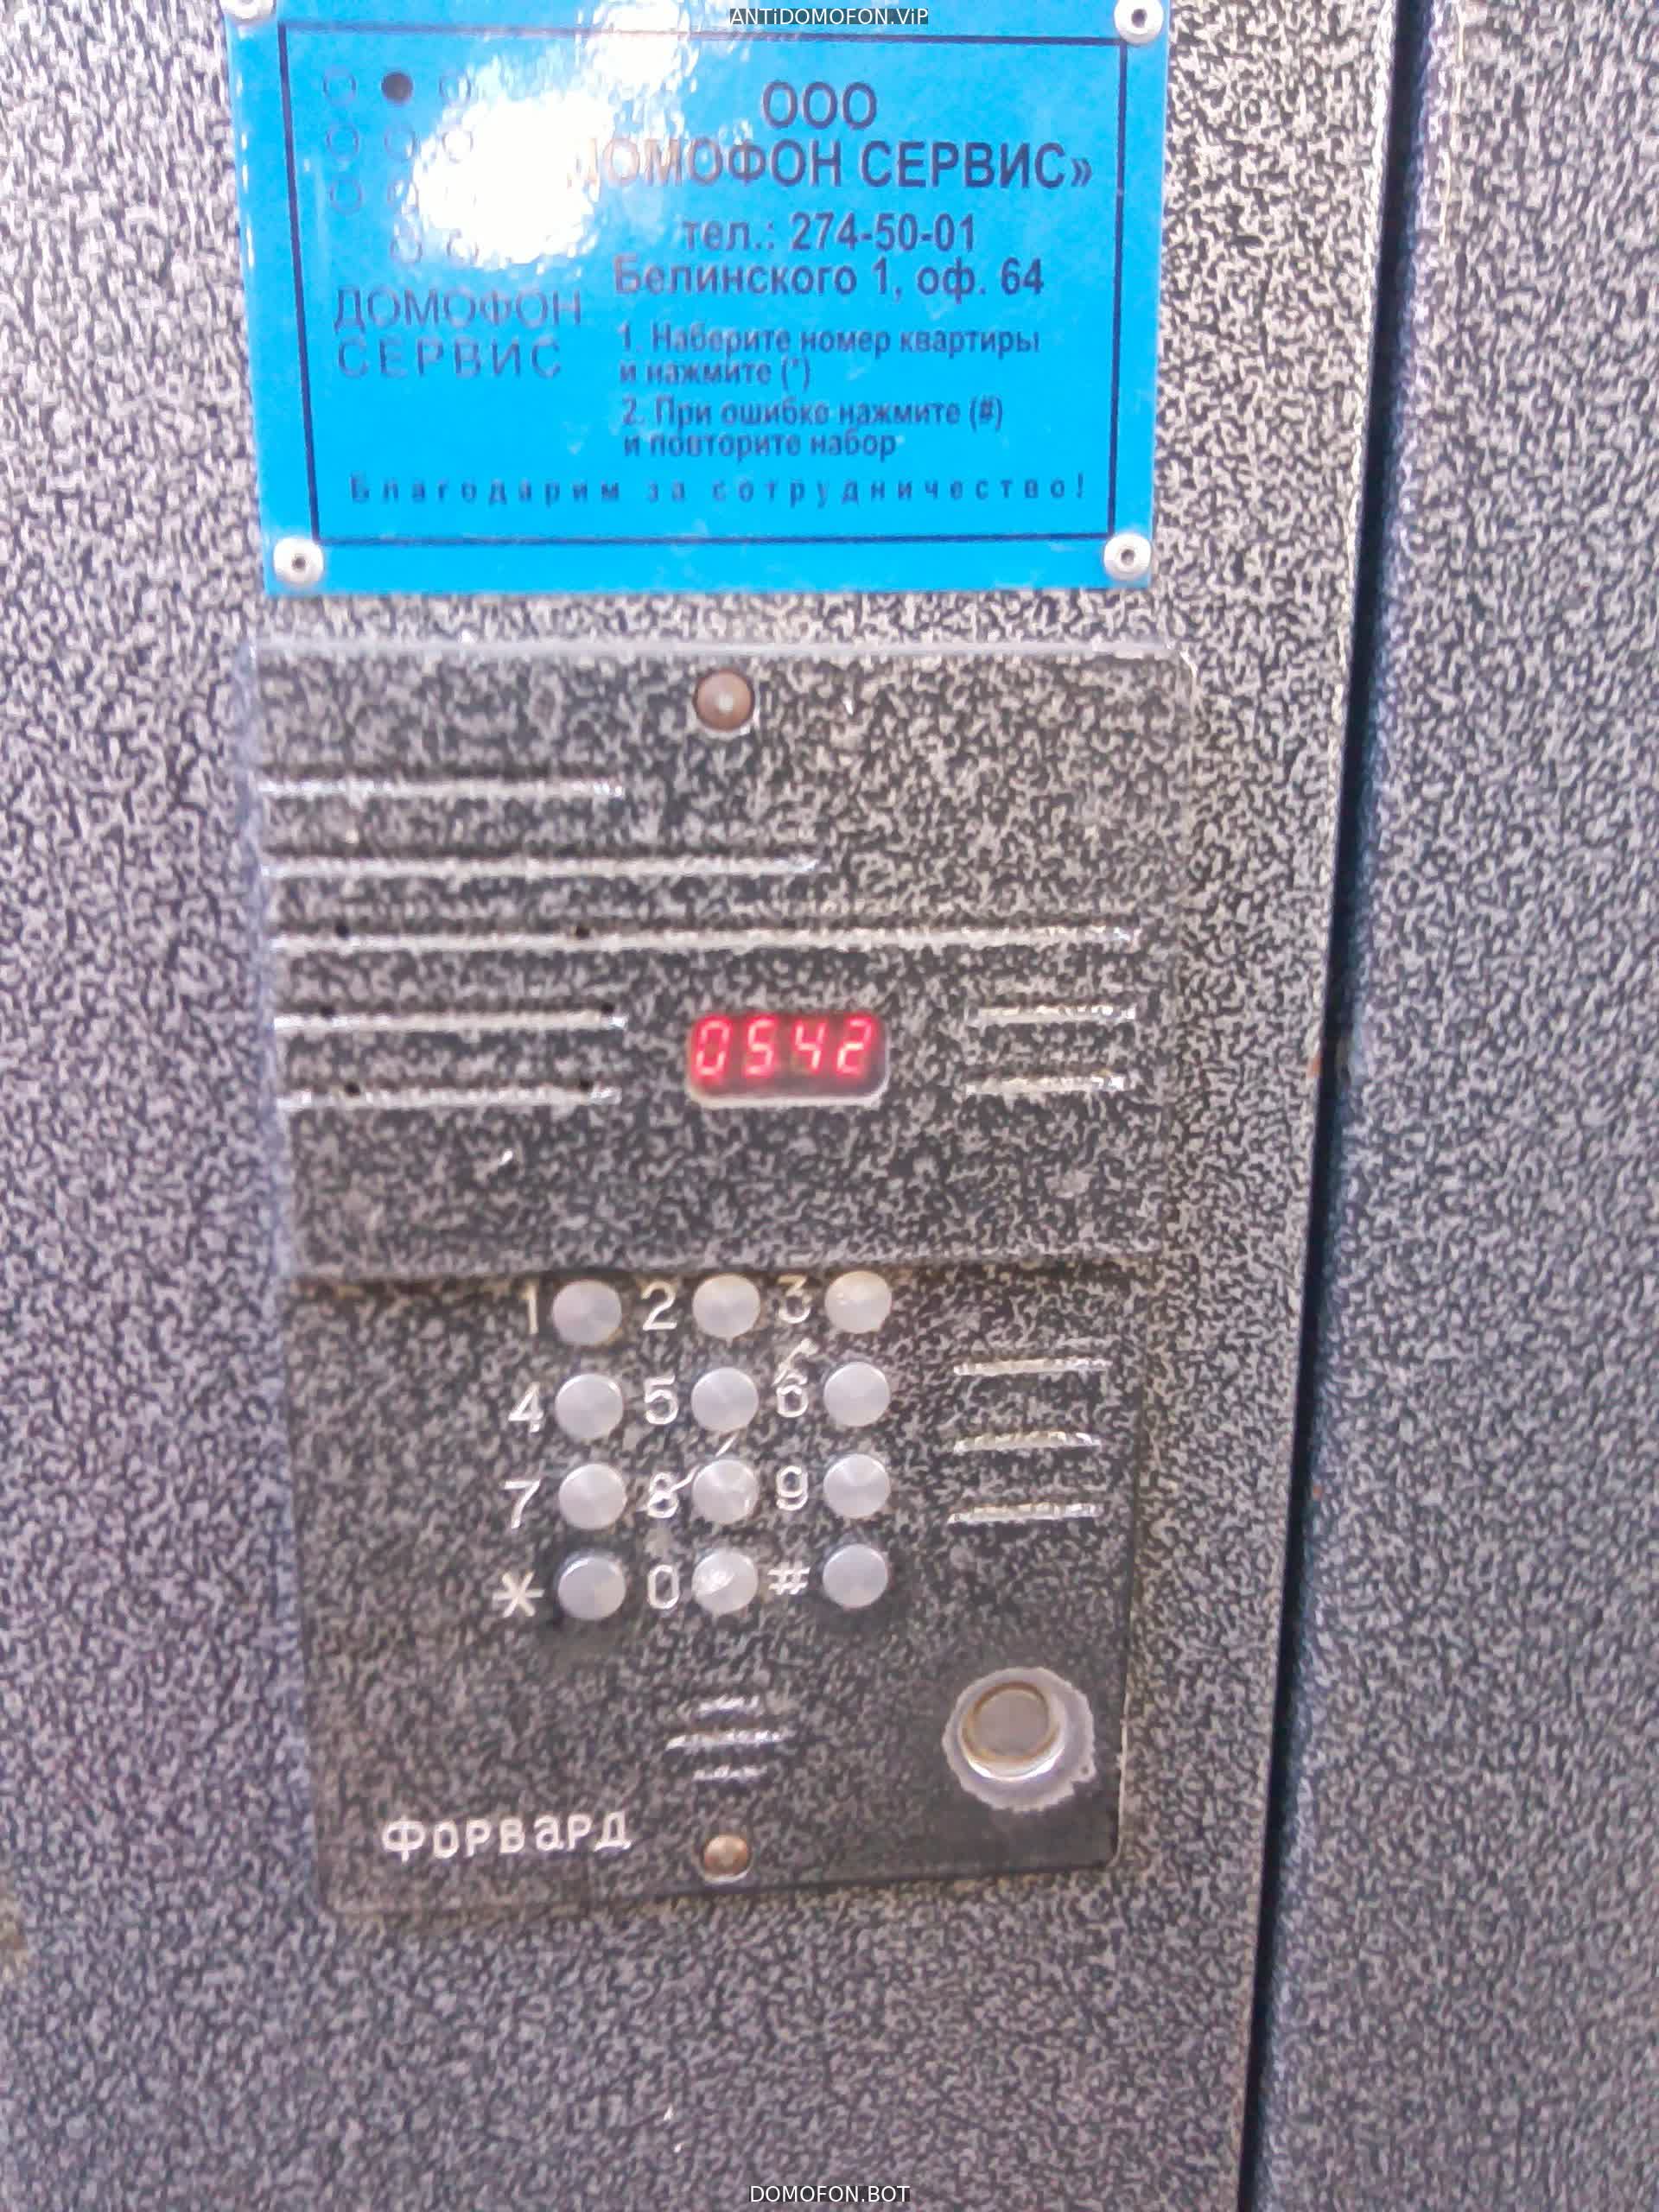 ANTiDOMOFON.ViP
ООО
ДОМОФОН СЕРВИС»
тел.: 274-50-01
Белинского 1, оф. 64
ДОМОФОН
СЕРВИС
1. Наберите номер квартиры
и нажмите (*)
2. При ошибке нажмите (#)
и повторите набор
Благодарим за сотрудничество!
0542
1 2 3
4 5 6
7 8 9
* 0 #
Форвард
DOMOFON.BOT